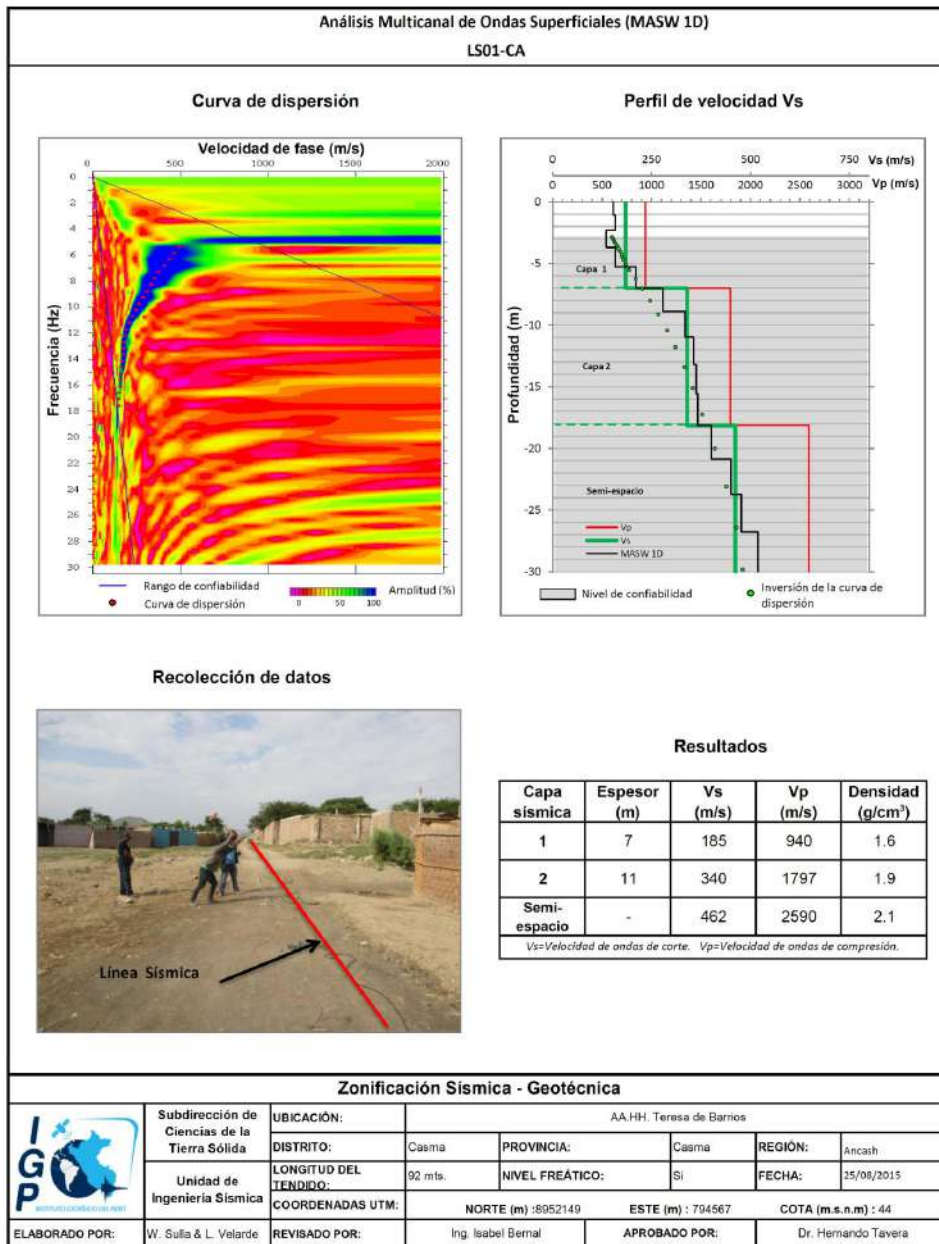 Análisis Multicanal de Ondas Superficiales (MASW 1D)
LS01-CA
Curva de dispersión
Velocidad de fase (m/s)
0 500 1000 1500 2000
Frecuencia (Hz)
0
2
4
6
8
10
12
14
16
18
20
22
24
26
28
30
Rango de confiabilidad
Curva de dispersión
Amplitud (%)
0 50 100
Perfil de velocidad Vs
0 250 500 750 Vs (m/s)
0 500 1000 1500 2000 2500 3000 Vp (m/s)
Profundidad (m)
0
-5
-10
-15
-20
-25
-30
Capa 1
Capa 2
Semi-espacio
Vp
Vs
MASW 1D
Nivel de confiabilidad
Inversión de la curva de
dispersión
Recolección de datos
Línea Sísmica
Resultados
Capa sísmica Espesor (m) Vs (m/s) Vp (m/s) Densidad (g/cm³)
1 7 185 940 1.6
2 11 340 1797 1.9
Semi-espacio - 462 2590 2.1
Vs=Velocidad de ondas de corte. Vp=Velocidad de ondas de compresión.
Zonificación Sísmica - Geotécnica
IGP
INSTITUTO GEOFÍSICO DEL PERÚ
Subdirección de
Ciencias de la
Tierra Sólida
Unidad de
Ingeniería Sísmica
UBICACIÓN: AA.HH. Teresa de Barrios
DISTRITO: Casma PROVINCIA: Casma REGIÓN: Ancash
LONGITUD DEL TENDIDO: 92 mts. NIVEL FREÁTICO: Si FECHA: 25/08/2015
COORDENADAS UTM: NORTE (m) :8952149 ESTE (m) : 794567 COTA (m.s.n.m) : 44
ELABORADO POR: W. Sulla & L. Velarde REVISADO POR: Ing. Isabel Bernal APROBADO POR: Dr. Hernando Tavera